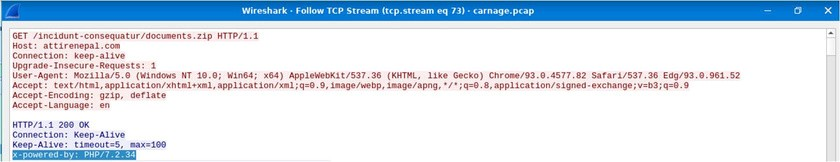 Wireshark · Follow TCP Stream (tcp.stream eq 73) · carnage.pcap
GET /incidunt-consequatur/documents.zip HTTP/1.1
Host: attirenepal.com
Connection: keep-alive
Upgrade-Insecure-Requests: 1
User-Agent: Mozilla/5.0 (Windows NT 10.0; Win64; x64) AppleWebKit/537.36 (KHTML, like Gecko) Chrome/93.0.4577.82 Safari/537.36 Edg/93.0.961.52
Accept: text/html,application/xhtml+xml,application/xml;q=0.9,image/webp,image/apng,*/*;q=0.8,application/signed-exchange;v=b3;q=0.9
Accept-Encoding: gzip, deflate
Accept-Language: en
HTTP/1.1 200 OK
Connection: Keep-Alive
Keep-Alive: timeout=5, max=100
x-powered-by: PHP/7.2.34